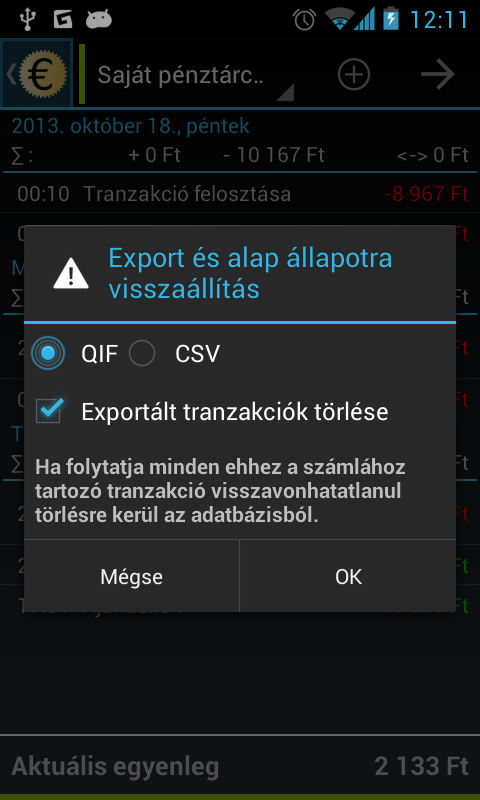 12:11
€ Saját pénztárc..
2013. október 18., péntek
Σ: + 0 Ft - 10 167 Ft <-> 0 Ft
00:10 Tranzakció felosztása -8 967 Ft
Export és alap állapotra
visszaállítás
QIF CSV
Exportált tranzakciók törlése
Ha folytatja minden ehhez a számlához
tartozó tranzakció visszavonhatatlanul
törlésre kerül az adatbázisból.
Mégse OK
Aktuális egyenleg 2 133 Ft